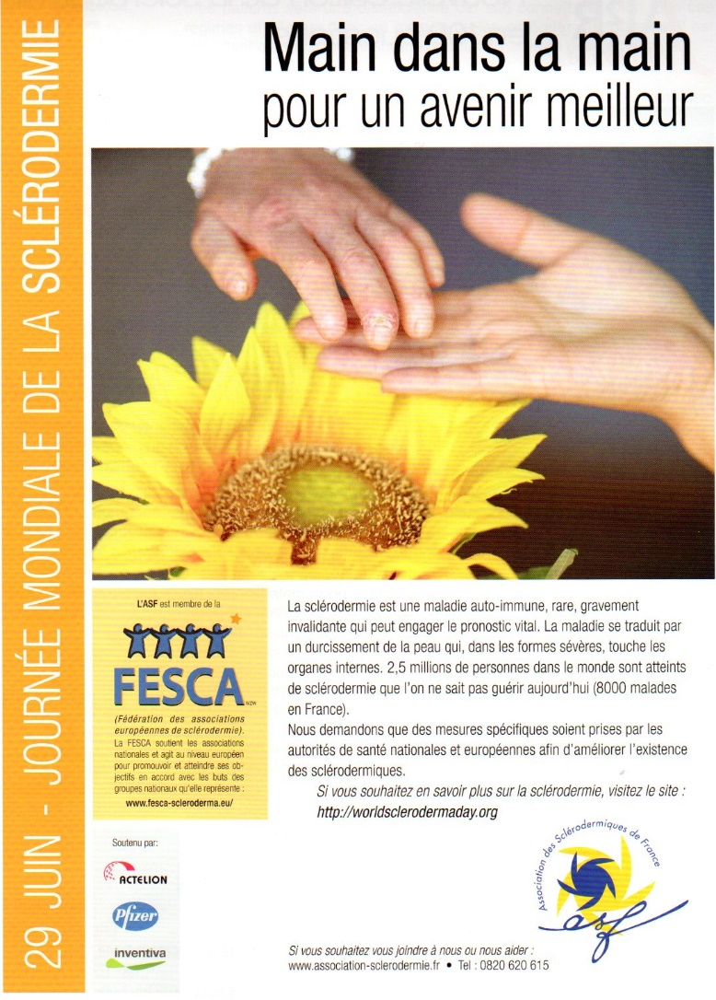 29 JUIN - JOURNÉE MONDIALE DE LA SCLÉRODERMIE
Main dans la main
pour un avenir meilleur
L'ASF est membre de la
FESCA
(Fédération des associations
européennes de sclérodermie).
La FESCA soutient les associations
nationales et agit au niveau européen
pour promouvoir et atteindre ses ob-
jectifs en accord avec les buts des
groupes nationaux qu'elle représente :
www.fesca-scleroderma.eu/
Soutenu par:
ACTELION
Pfizer
inventiva
La sclérodermie est une maladie auto-immune, rare, gravement
invalidante qui peut engager le pronostic vital. La maladie se traduit par
un durcissement de la peau qui, dans les formes sévères, touche les
organes internes. 2,5 millions de personnes dans le monde sont atteints
de sclérodermie que l'on ne sait pas guérir aujourd'hui (8000 malades
en France).
Nous demandons que des mesures spécifiques soient prises par les
autorités de santé nationales et européennes afin d'améliorer l'existence
des sclérodermiques.
Si vous souhaitez en savoir plus sur la sclérodermie, visitez le site :
http://worldsclerodermaday.org
Association des Sclérodermiques de France
asf
Si vous souhaitez vous joindre à nous ou nous aider :
www.association-sclerodermie.fr • Tel : 0820 620 615